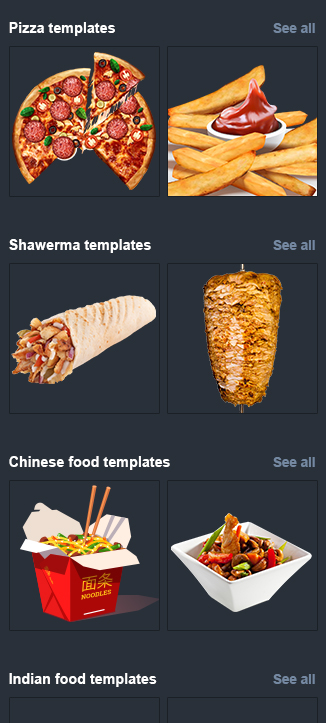 Pizza templates See all
Shawerma templates See all
Chinese food templates See all
面条
NOODLES
Indian food templates See all